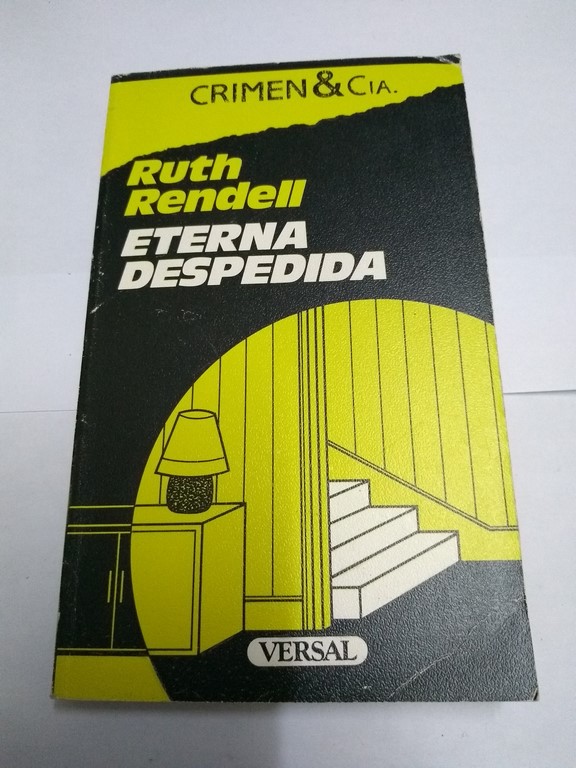 CRIMEN & CIA.
Ruth
Rendell
ETERNA
DESPEDIDA
VERSAL